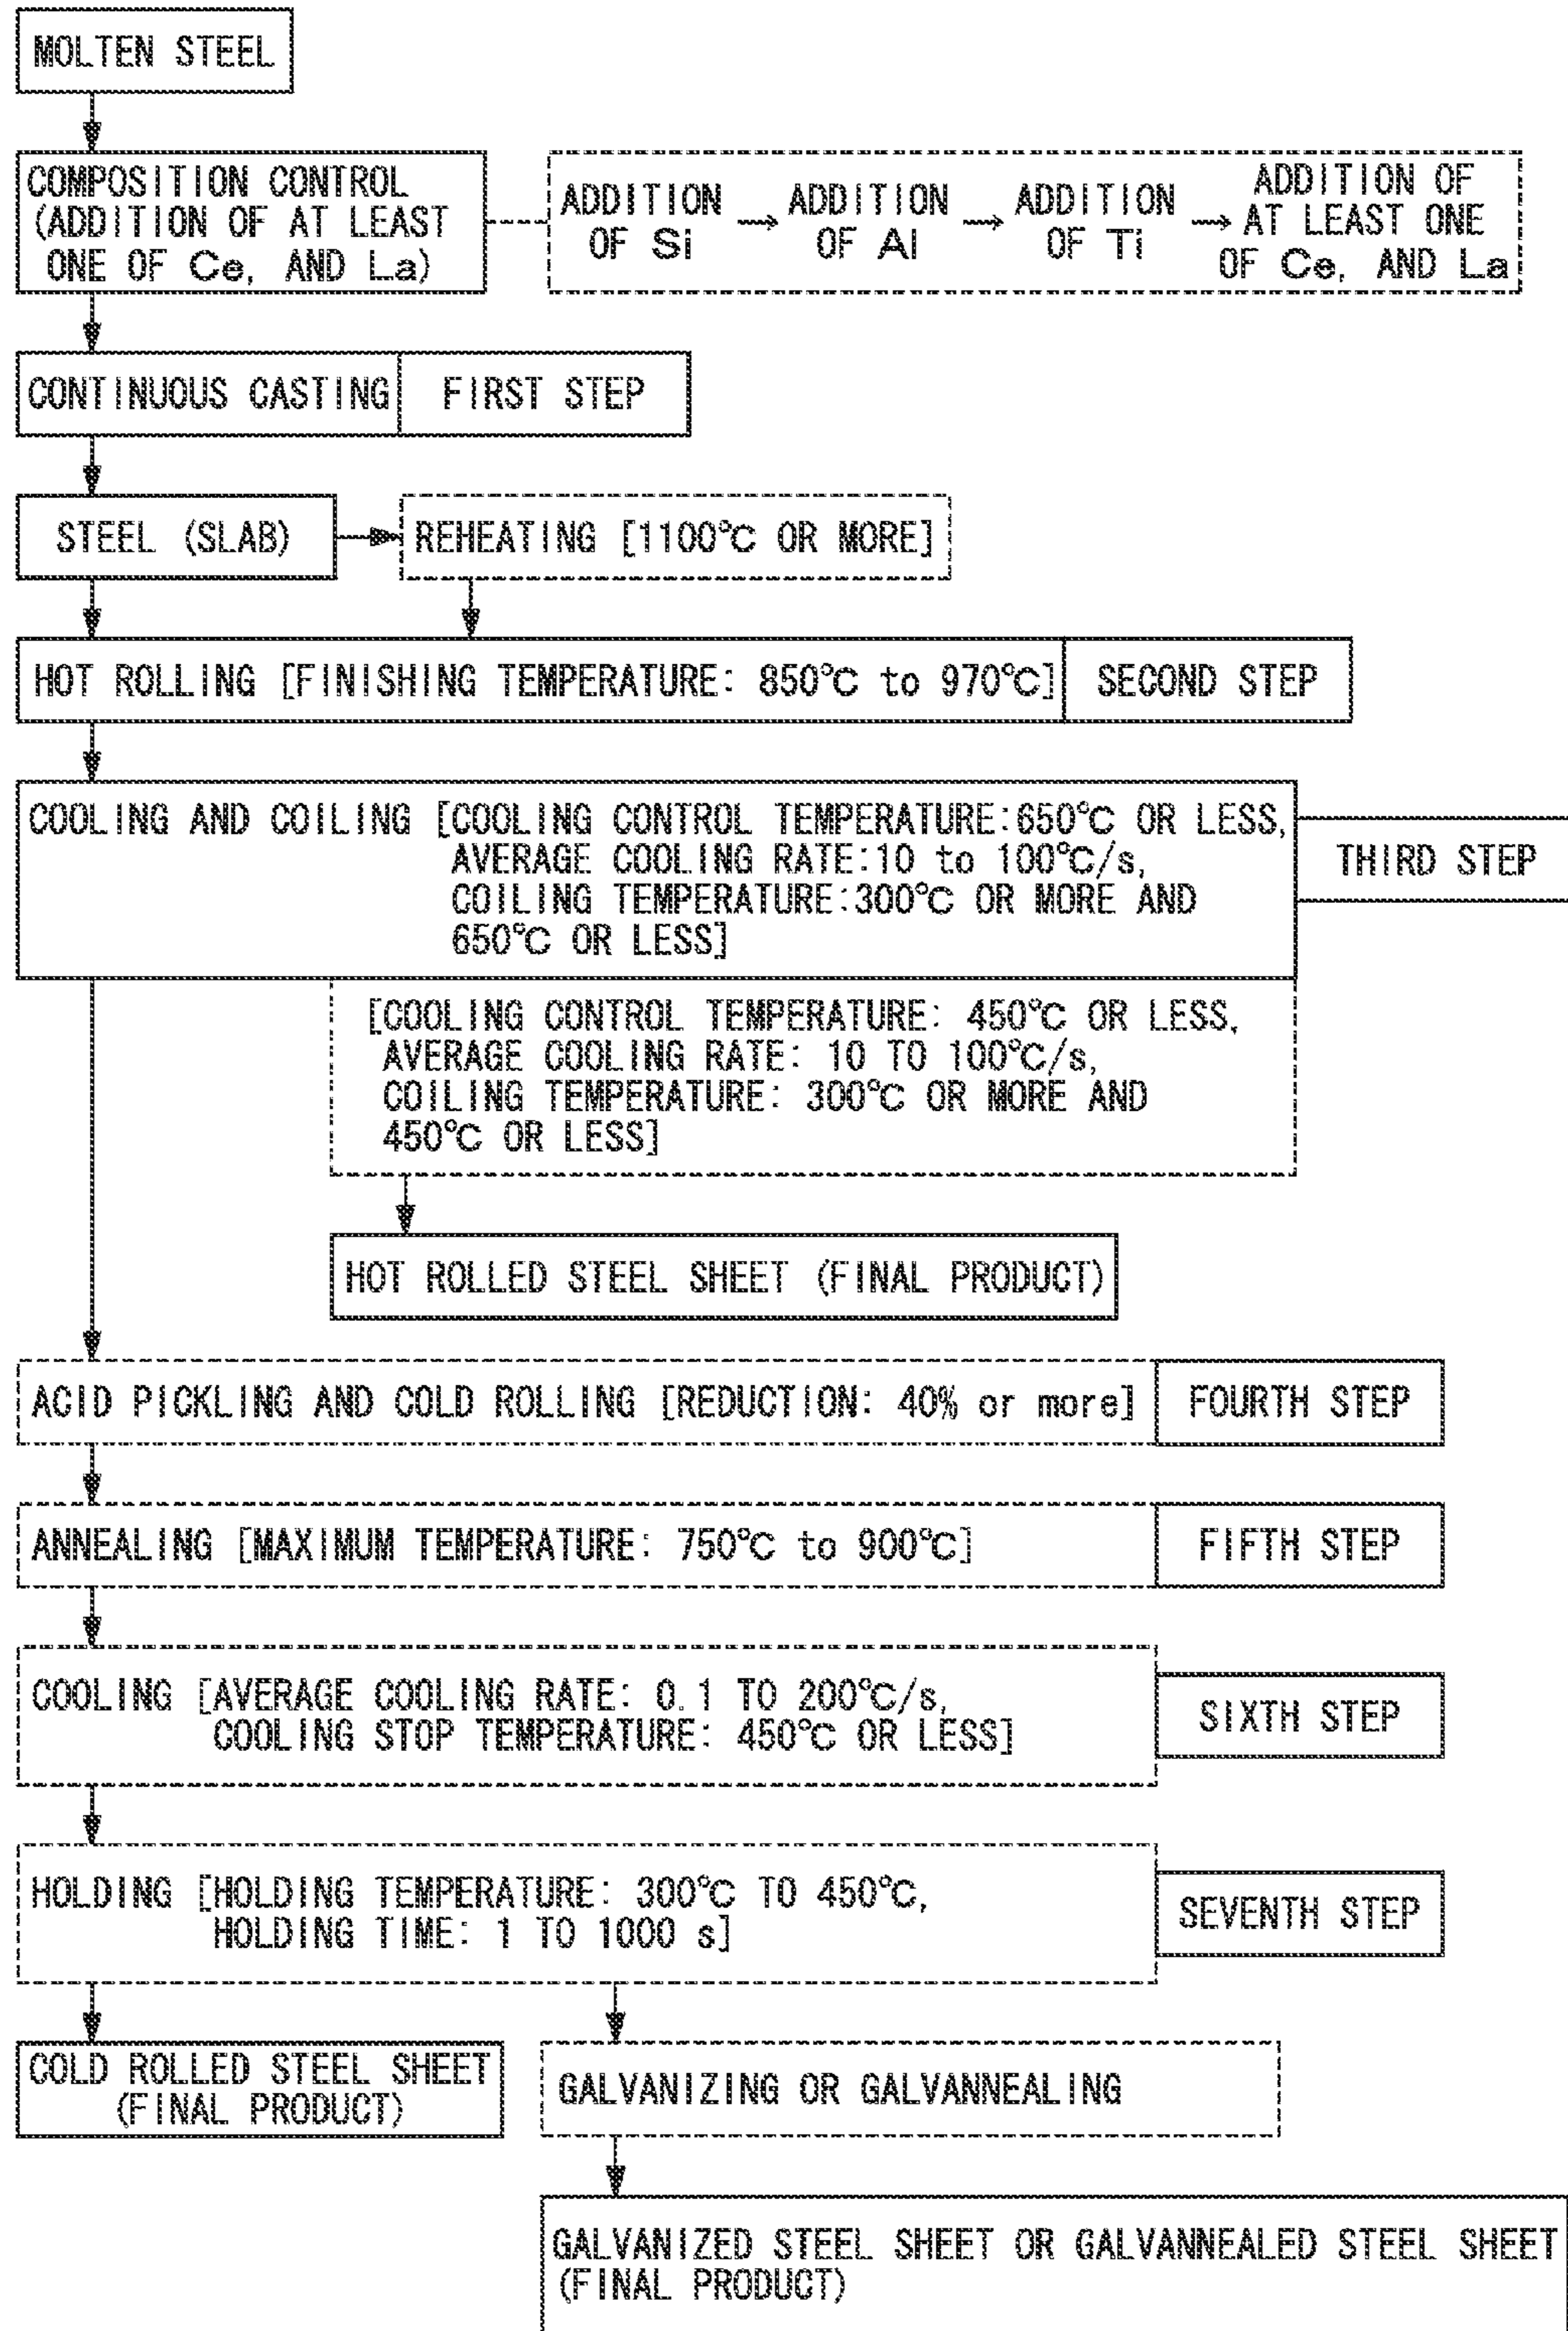 MOLTEN STEEL
COMPOSITION CONTROL
(ADDITION OF AT LEAST
ONE OF Ce, AND La)
ADDITION
OF Si
→
ADDITION
OF Al
→
ADDITION
OF Ti
→
ADDITION OF
AT LEAST ONE
OF Ce, AND La
CONTINUOUS CASTING
FIRST STEP
STEEL (SLAB)
REHEATING [1100°C OR MORE]
HOT ROLLING [FINISHING TEMPERATURE: 850°C to 970°C]
SECOND STEP
COOLING AND COILING [COOLING CONTROL TEMPERATURE:650°C OR LESS,
AVERAGE COOLING RATE:10 to 100°C/s,
COILING TEMPERATURE:300°C OR MORE AND
650°C OR LESS]
THIRD STEP
[COOLING CONTROL TEMPERATURE: 450°C OR LESS,
AVERAGE COOLING RATE: 10 TO 100°C/s,
COILING TEMPERATURE: 300°C OR MORE AND
450°C OR LESS]
HOT ROLLED STEEL SHEET (FINAL PRODUCT)
ACID PICKLING AND COLD ROLLING [REDUCTION: 40% or more]
FOURTH STEP
ANNEALING [MAXIMUM TEMPERATURE: 750°C to 900°C]
FIFTH STEP
COOLING [AVERAGE COOLING RATE: 0.1 TO 200°C/s,
COOLING STOP TEMPERATURE: 450°C OR LESS]
SIXTH STEP
HOLDING [HOLDING TEMPERATURE: 300°C TO 450°C,
HOLDING TIME: 1 TO 1000 s]
SEVENTH STEP
COLD ROLLED STEEL SHEET
(FINAL PRODUCT)
GALVANIZING OR GALVANNEALING
GALVANIZED STEEL SHEET OR GALVANNEALED STEEL SHEET
(FINAL PRODUCT)